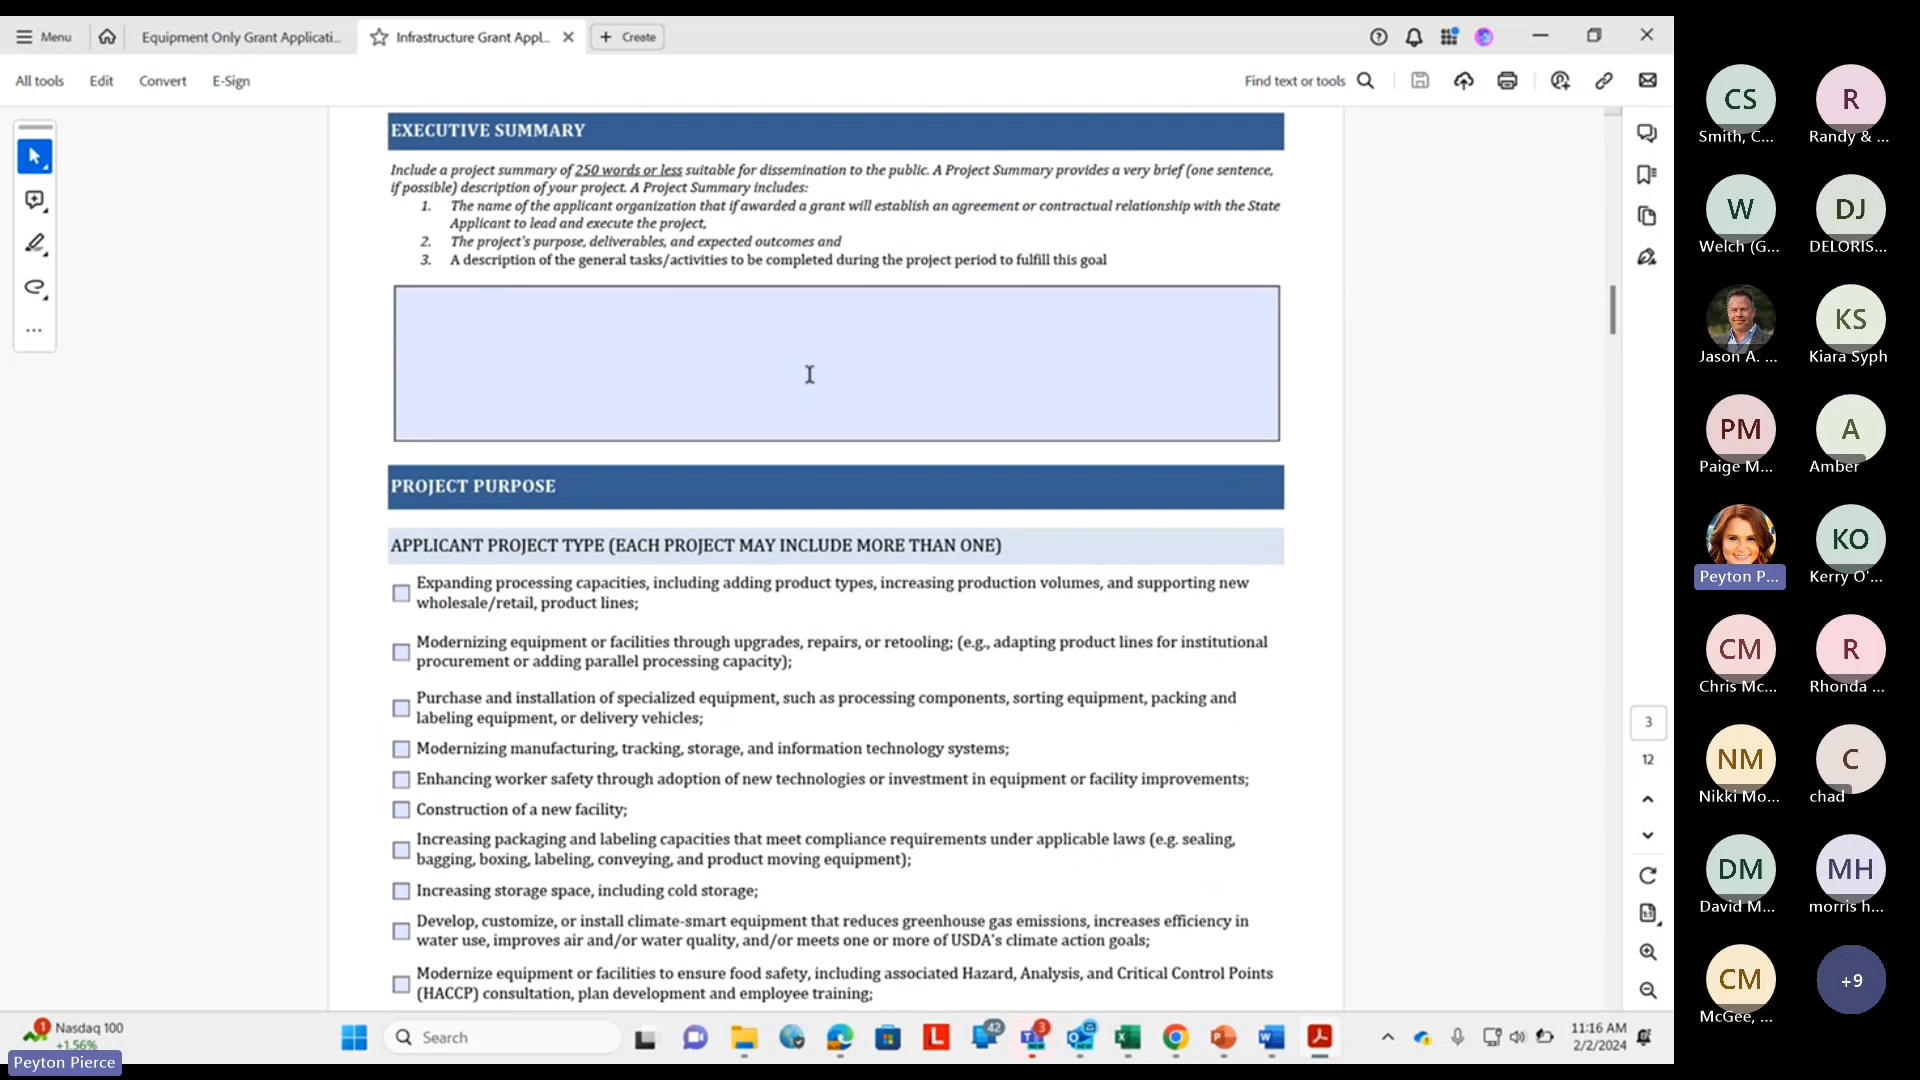 Menu
Equipment Only Grant Applicati...
Infrastructure Grant Appl...
+ Create
All tools
Edit
Convert
E-Sign
Find text or tools
EXECUTIVE SUMMARY
Include a project summary of 250 words or less suitable for dissemination to the public. A Project Summary provides a very brief (one sentence,
if possible) description of your project. A Project Summary includes:
1. The name of the applicant organization that if awarded a grant will establish an agreement or contractual relationship with the State
Applicant to lead and execute the project,
2. The project's purpose, deliverables, and expected outcomes and
3. A description of the general tasks/activities to be completed during the project period to fulfill this goal
PROJECT PURPOSE
APPLICANT PROJECT TYPE (EACH PROJECT MAY INCLUDE MORE THAN ONE)
Expanding processing capacities, including adding product types, increasing production volumes, and supporting new
wholesale/retail, product lines;
Modernizing equipment or facilities through upgrades, repairs, or retooling; (e.g., adapting product lines for institutional
procurement or adding parallel processing capacity);
Purchase and installation of specialized equipment, such as processing components, sorting equipment, packing and
labeling equipment, or delivery vehicles;
Modernizing manufacturing, tracking, storage, and information technology systems;
Enhancing worker safety through adoption of new technologies or investment in equipment or facility improvements;
Construction of a new facility;
Increasing packaging and labeling capacities that meet compliance requirements under applicable laws (e.g. sealing,
bagging, boxing, labeling, conveying, and product moving equipment);
Increasing storage space, including cold storage;
Develop, customize, or install climate-smart equipment that reduces greenhouse gas emissions, increases efficiency in
water use, improves air and/or water quality, and/or meets one or more of USDA's climate action goals;
Modernize equipment or facilities to ensure food safety, including associated Hazard, Analysis, and Critical Control Points
(HACCP) consultation, plan development and employee training;
3
12
CS
Smith, C...
R
Randy & ...
W
Welch (G...
DJ
DELORIS...
Jason A. ...
KS
Kiara Syph
PM
Paige M...
A
Amber
Peyton P...
KO
Kerry O'...
CM
Chris Mc...
R
Rhonda ...
NM
Nikki Mo...
C
chad
DM
David M...
MH
morris h...
CM
McGee, ...
+9
1
Nasdaq 100
+1.56%
Search
42
3
NEW
NEW
11:16 AM
2/2/2024
Peyton Pierce